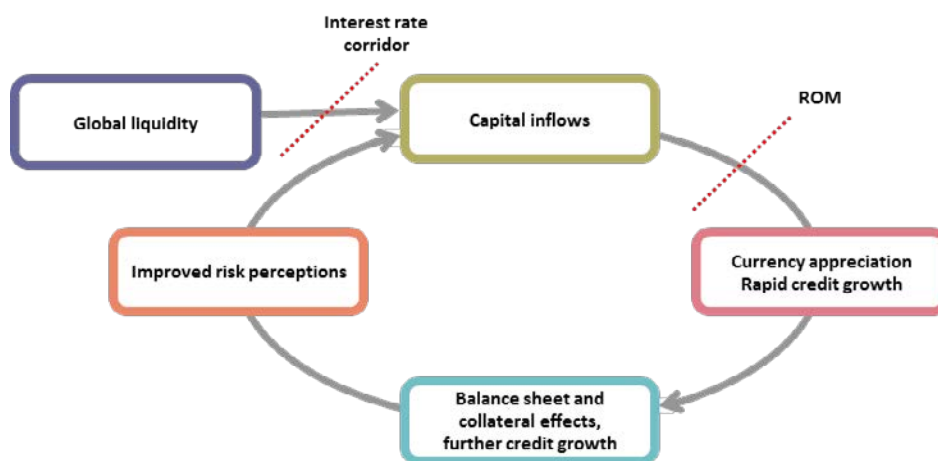 Interest rate
corridor
Global liquidity
Capital inflows
ROM
Improved risk perceptions
Currency appreciation
Rapid credit growth
Balance sheet and
collateral effects,
further credit growth